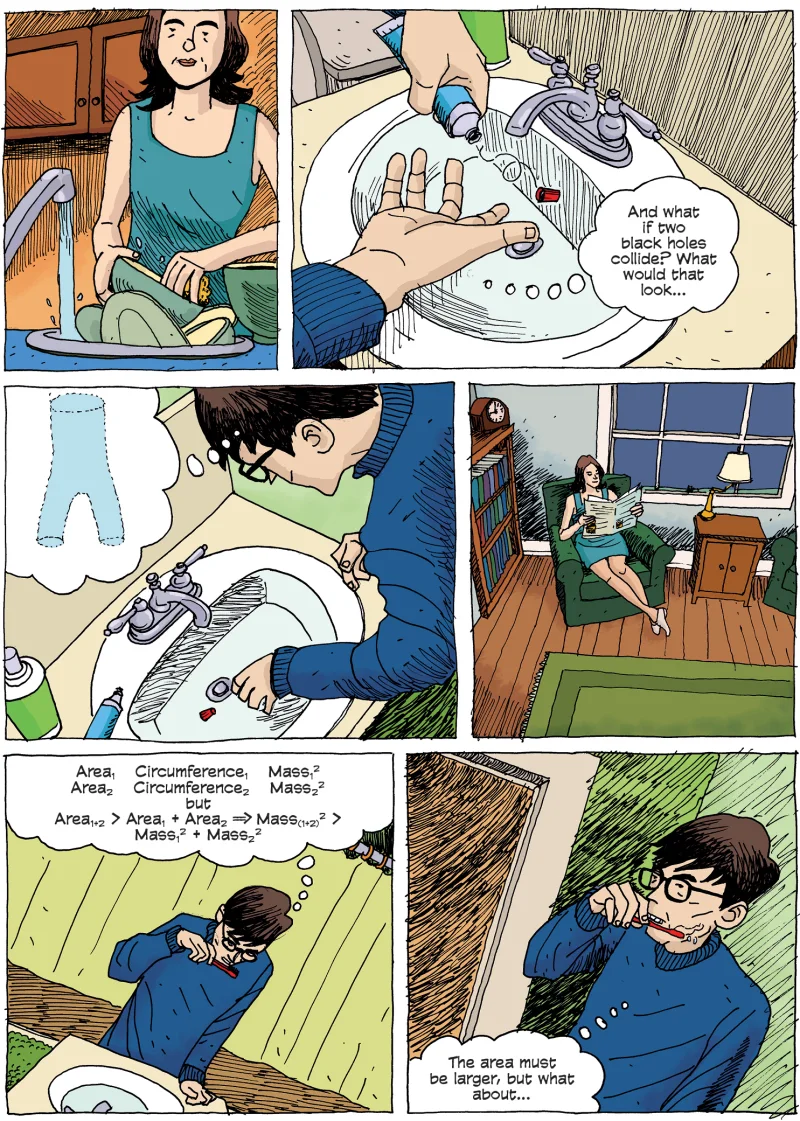 And what
if two
black holes
collide? What
would that
look...
Area₁ Circumference₁ Mass₁²
Area₂ Circumference₂ Mass₂²
but
Area₁₊₂ > Area₁ + Area₂ ⇒ Mass₍₁₊₂₎² >
Mass₁² + Mass₂²
The area must
be larger, but what
about...